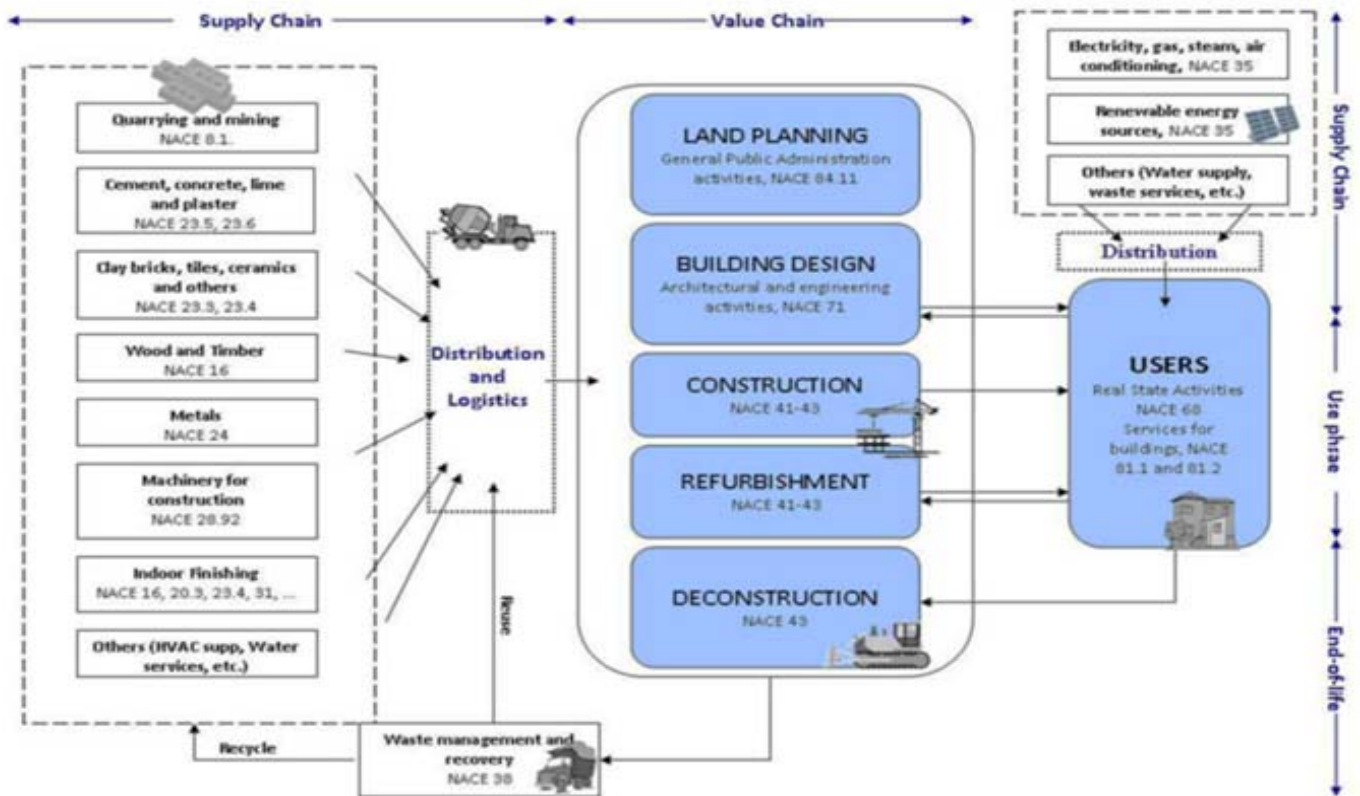 Supply Chain
Value Chain
Quarrying and mining
NACE 8.1.
Cement, concrete, lime
and plaster
NACE 23.5, 23.6
Clay bricks, tiles, ceramics
and others
NACE 23.3, 23.4
Wood and Timber
NACE 16
Metals
NACE 24
Machinery for
construction
NACE 28.92
Indoor Finishing
NACE 16, 20.3, 23.4, 31, ...
Others (HVAC supp, Water
services, etc.)
Distribution
and
Logistics
Reuse
Recycle
Waste management and
recovery
NACE 38
LAND PLANNING
General Public Administration
activities, NACE 84.11
BUILDING DESIGN
Architectural and engineering
activities, NACE 71
CONSTRUCTION
NACE 41-43
REFURBISHMENT
NACE 41-43
DECONSTRUCTION
NACE 43
Electricity, gas, steam, air
conditioning, NACE 35
Renewable energy
sources, NACE 35
Others (Water supply,
waste services, etc.)
Distribution
USERS
Real State Activities
NACE 68
Services for
buildings, NACE
81.1 and 81.2
Supply Chain
Use phrae
End-of-life